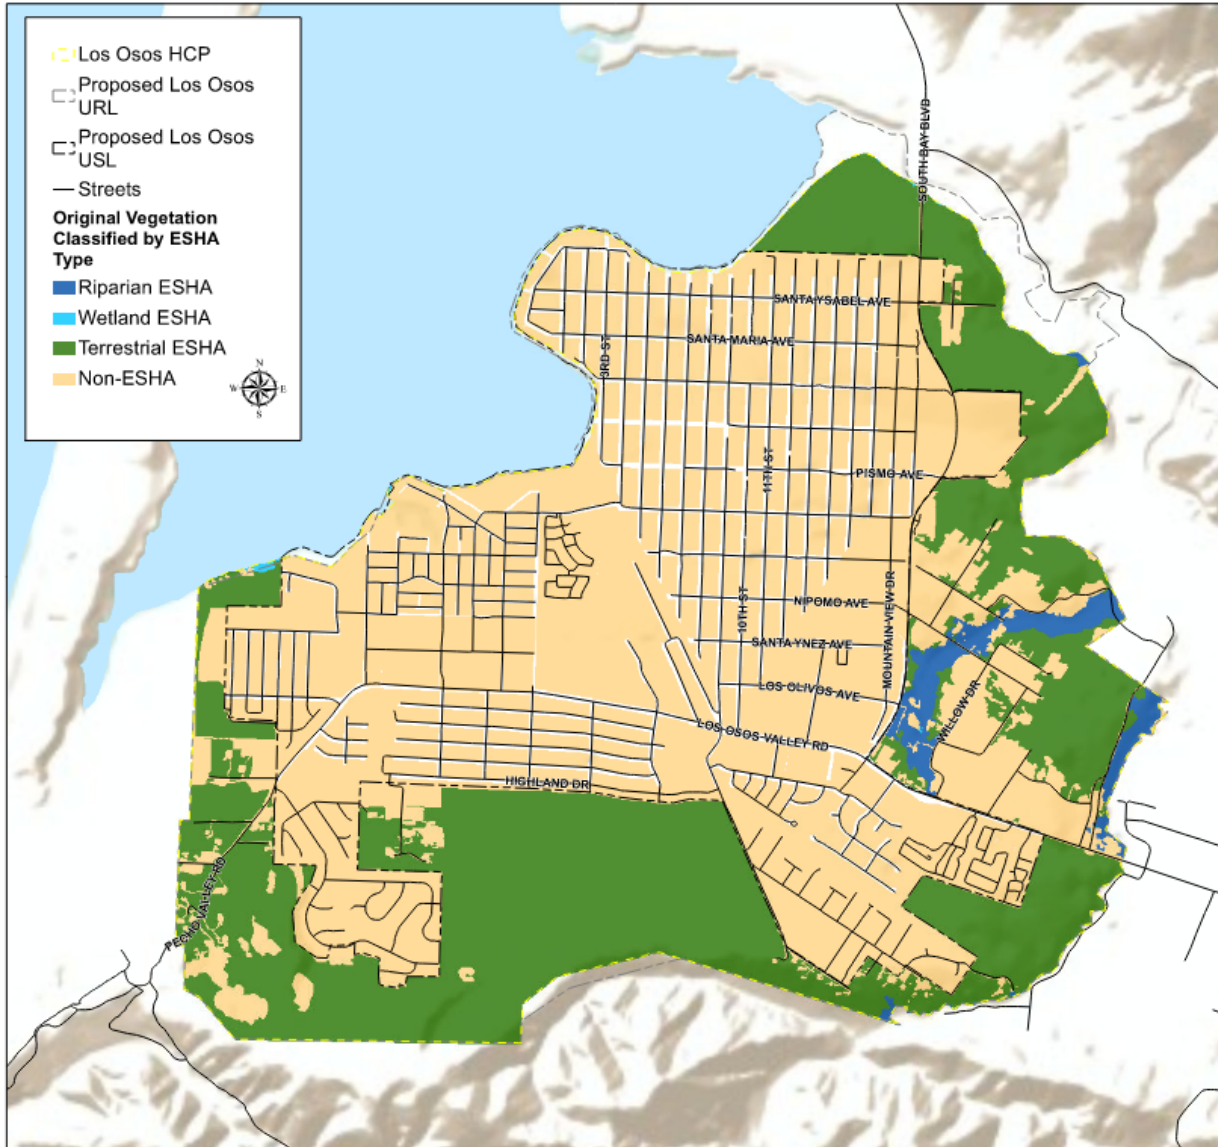 Los Osos HCP
Proposed Los Osos
URL
Proposed Los Osos
USL
Streets
Original Vegetation
Classified by ESHA
Type
Riparian ESHA
Wetland ESHA
Terrestrial ESHA
Non-ESHA
N
W E
S
SOUTH BAY BLVD
SANTA YSABEL AVE
SANTA MARIA AVE
3RD ST
11TH ST
PISMO AVE
MOUNTAIN VIEW DR
10TH ST
NIPOMO AVE
SANTA YNEZ AVE
LOS OLIVOS AVE
WILLOW DR
LOS OSOS VALLEY RD
HIGHLAND DR
PECHO VALLEY RD